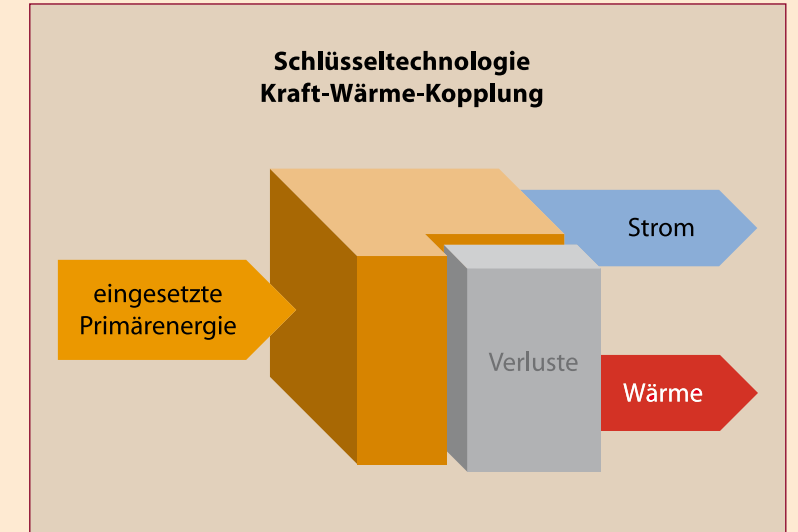 Schlüsseltechnologie
Kraft-Wärme-Kopplung
Strom
eingesetzte
Primärenergie
Verluste
Wärme